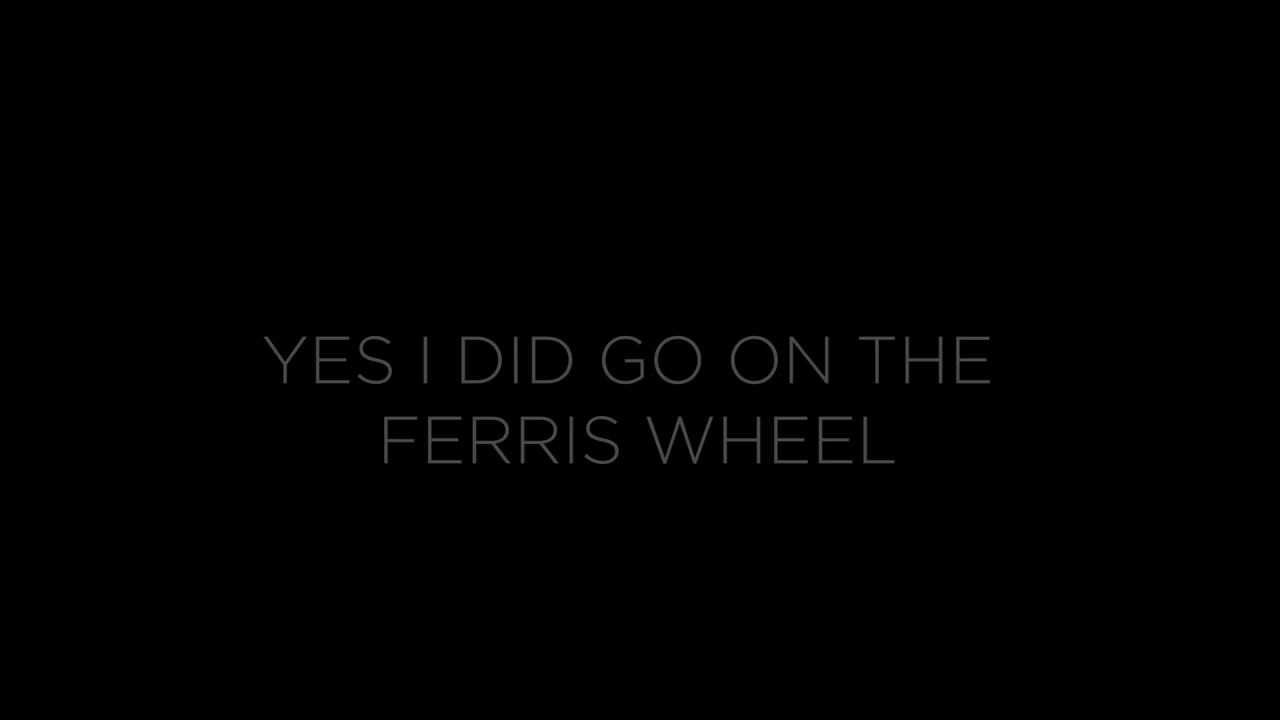 YES I DID GO ON THE
FERRIS WHEEL